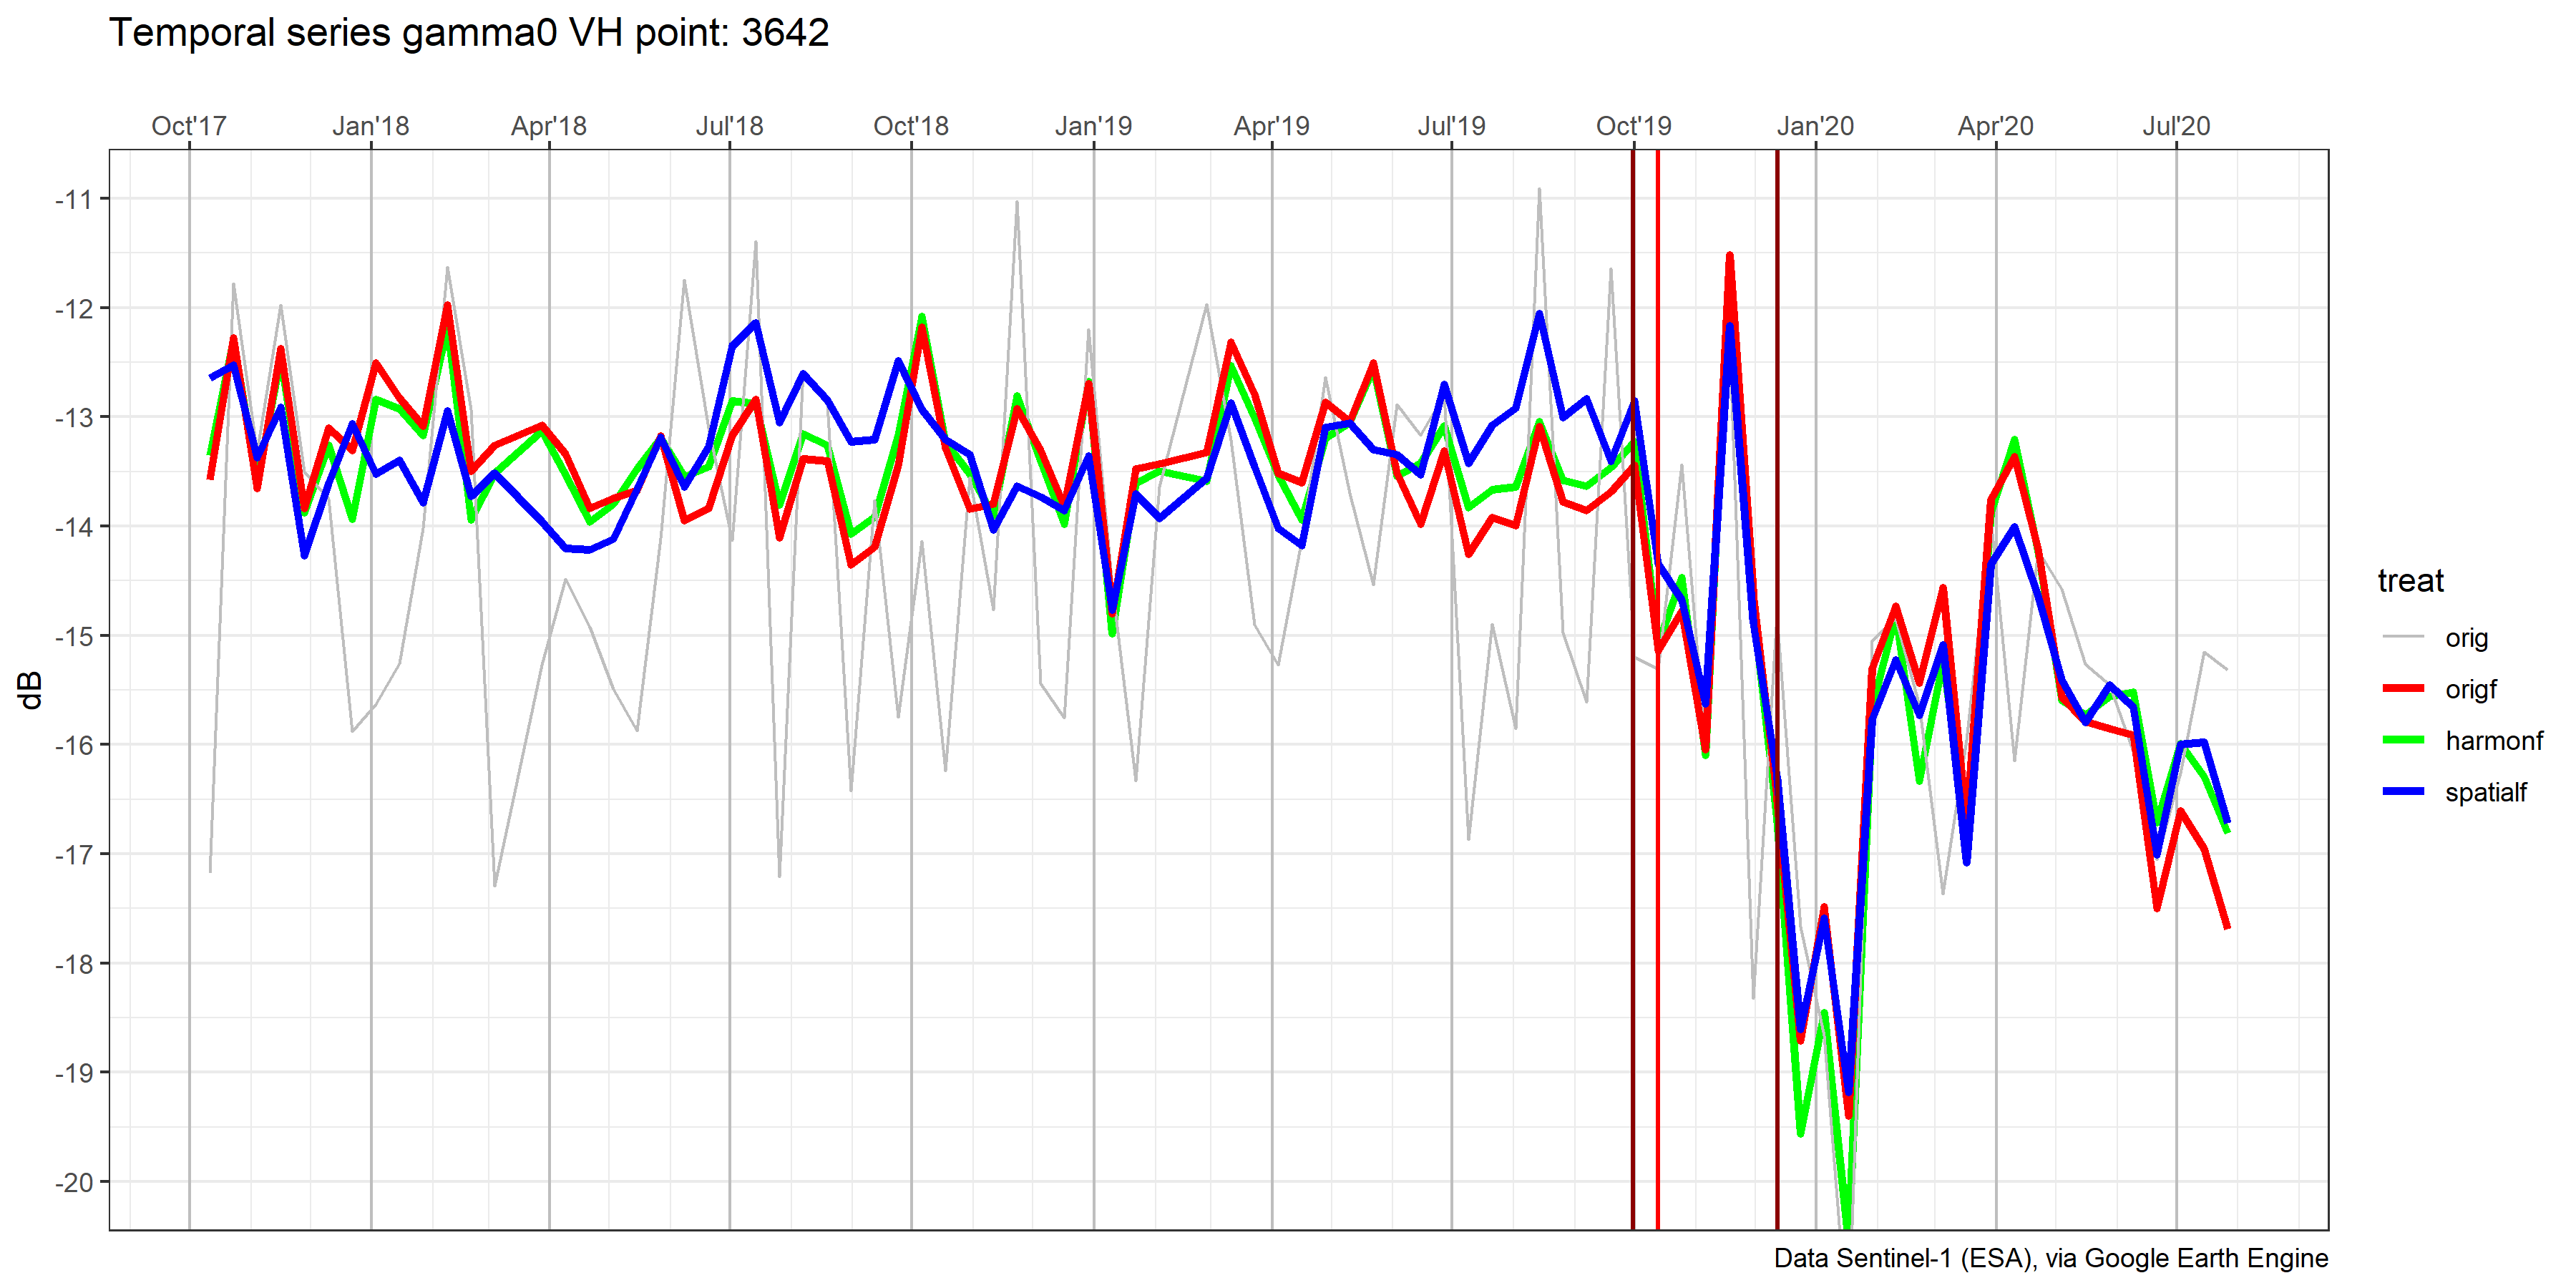 Temporal series gamma0 VH point: 3642
Oct'17 Jan'18 Apr'18 Jul'18 Oct'18 Jan'19 Apr'19 Jul'19 Oct'19 Jan'20 Apr'20 Jul'20
-11
-12
-13
-14
-15
-16
-17
-18
-19
-20
dB
treat
orig
origf
harmonf
spatialf
Data Sentinel-1 (ESA), via Google Earth Engine